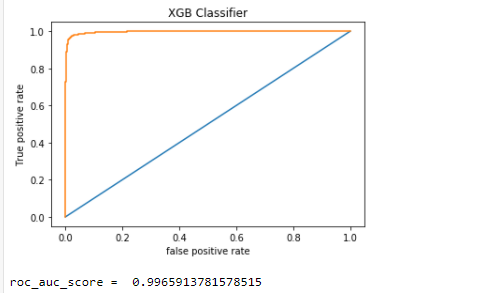 XGB Classifier
1.0
0.8
0.6
0.4
0.2
0.0
True positive rate
0.0 0.2 0.4 0.6 0.8 1.0
false positive rate
roc_auc_score =  0.9965913781578515